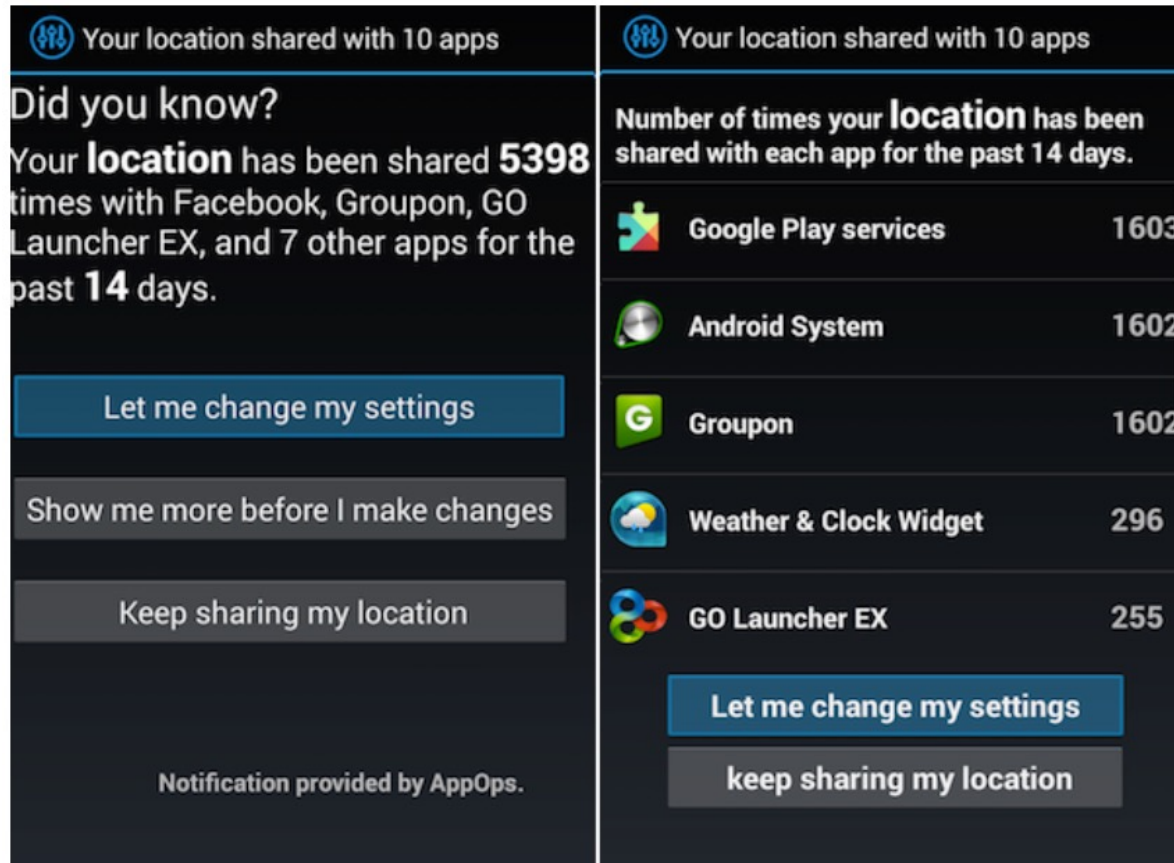 Your location shared with 10 apps
Did you know?
Your location has been shared 5398
times with Facebook, Groupon, GO
Launcher EX, and 7 other apps for the
past 14 days.
Let me change my settings
Show me more before I make changes
Keep sharing my location
Notification provided by AppOps.
Your location shared with 10 apps
Number of times your location has been
shared with each app for the past 14 days.
Google Play services 1603
Android System 1602
G
Groupon 1602
Weather & Clock Widget 296
GO Launcher EX 255
Let me change my settings
keep sharing my location